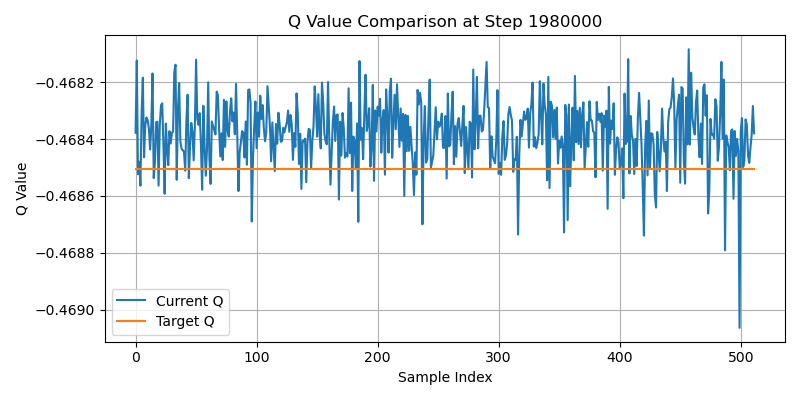 Q Value Comparison at Step 1980000
Q Value
−0.4682
−0.4684
−0.4686
−0.4688
−0.4690
Current Q
Target Q
0
100
200
300
400
500
Sample Index